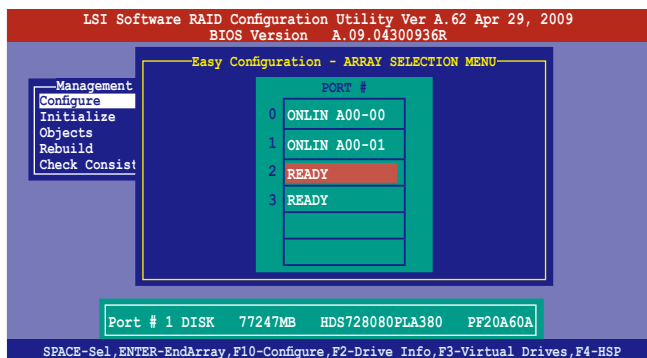 LSI Software RAID Configuration Utility Ver A.62 Apr 29, 2009
BIOS Version A.09.04300936R
Easy Configuration - ARRAY SELECTION MENU
Management
Configure
Initialize
Objects
Rebuild
Check Consist
PORT #
0 ONLIN A00-00
1 ONLIN A00-01
2 READY
3 READY
Port # 1 DISK 77247MB HDS728080PLA380 PF20A60A
SPACE-Sel,ENTER-EndArray,F10-Configure,F2-Drive Info,F3-Virtual Drives,F4-HSP